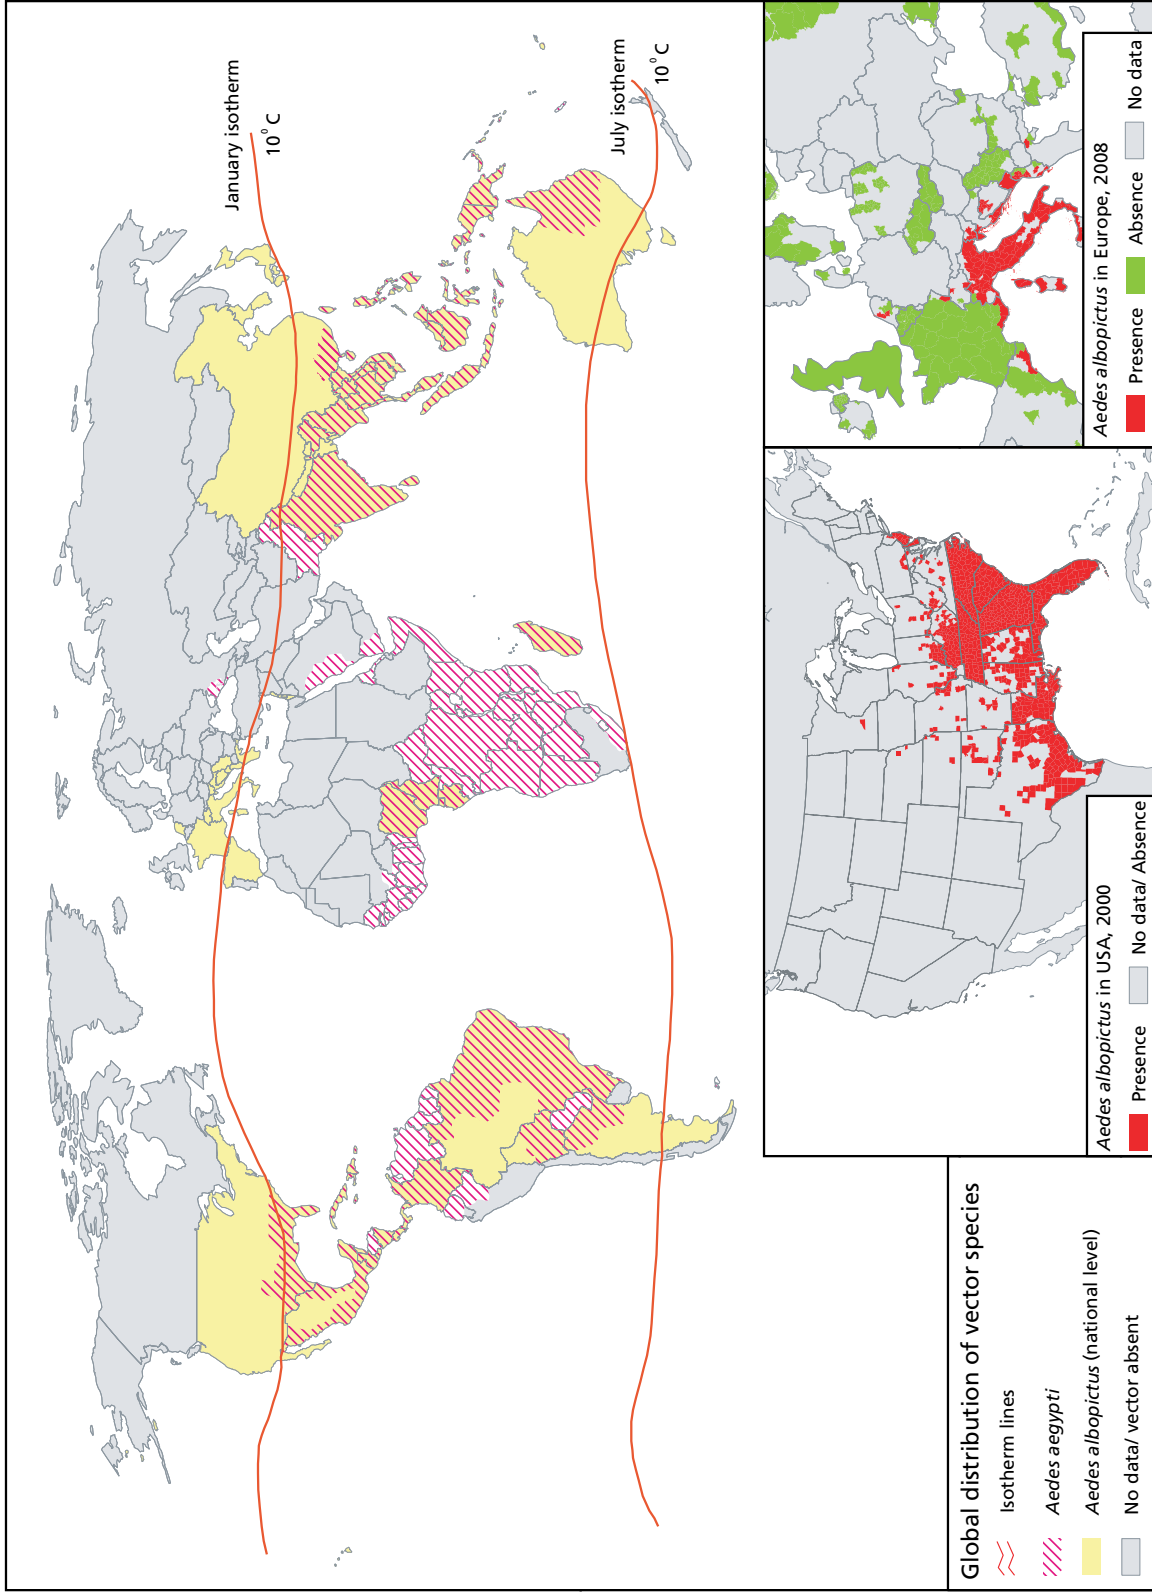 January isotherm
10⁰ C
July isotherm
10⁰ C
Global distribution of vector species
Isotherm lines
Aedes aegypti
Aedes albopictus (national level)
No data/ vector absent
Aedes albopictus in USA, 2000
Presence
No data/ Absence
Aedes albopictus in Europe, 2008
Presence
Absence
No data